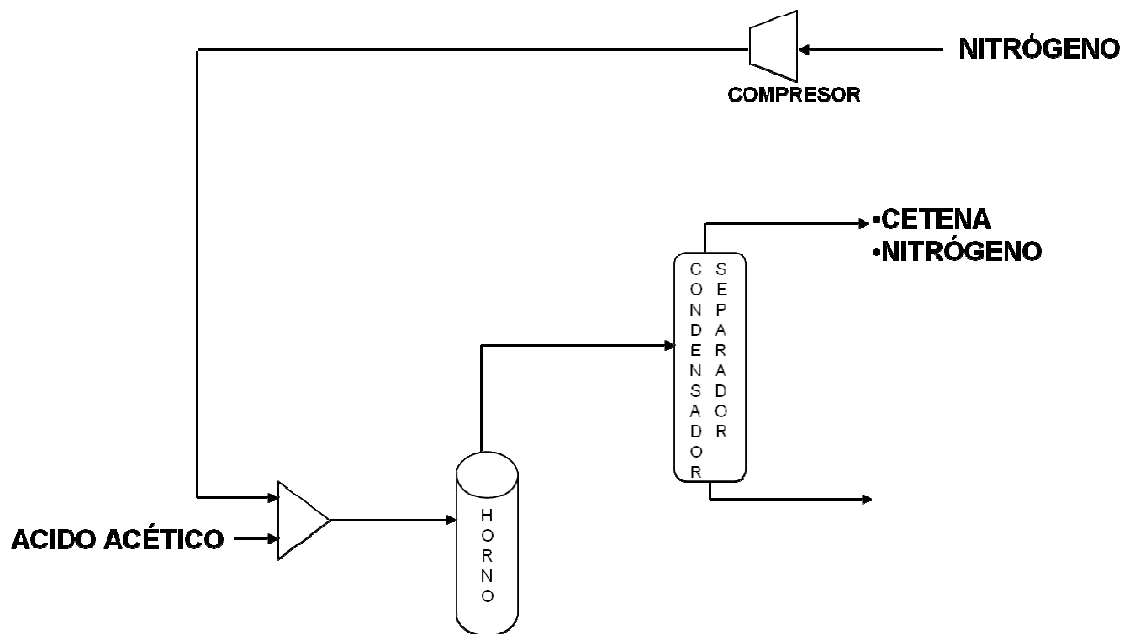 NITRÓGENO
COMPRESOR
•CETENA
•NITRÓGENO
CONDENSADOR
SEPARADOR
ACIDO ACÉTICO
HORNO